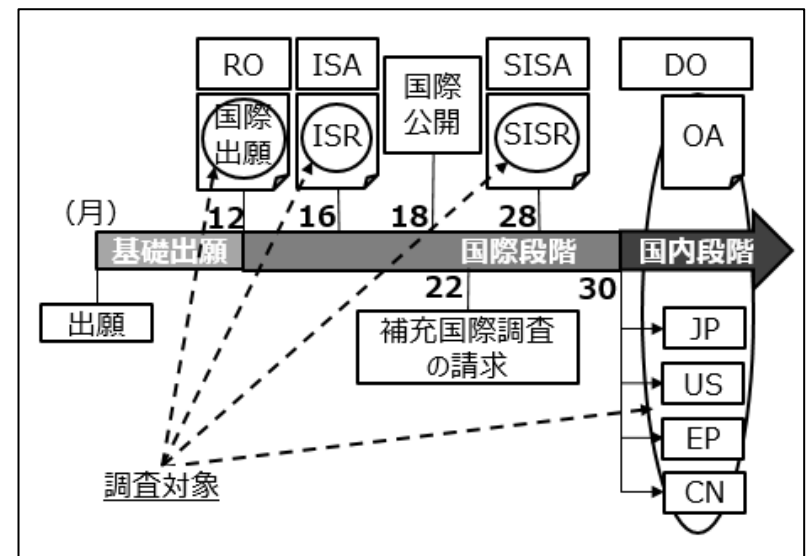 RO
ISA
国際
公開
SISA
DO
国際
出願
ISR
SISR
OA
(月)
12
16
18
28
基礎出願
国際段階
国内段階
22
30
出願
補充国際調査
の請求
JP
US
EP
CN
調査対象